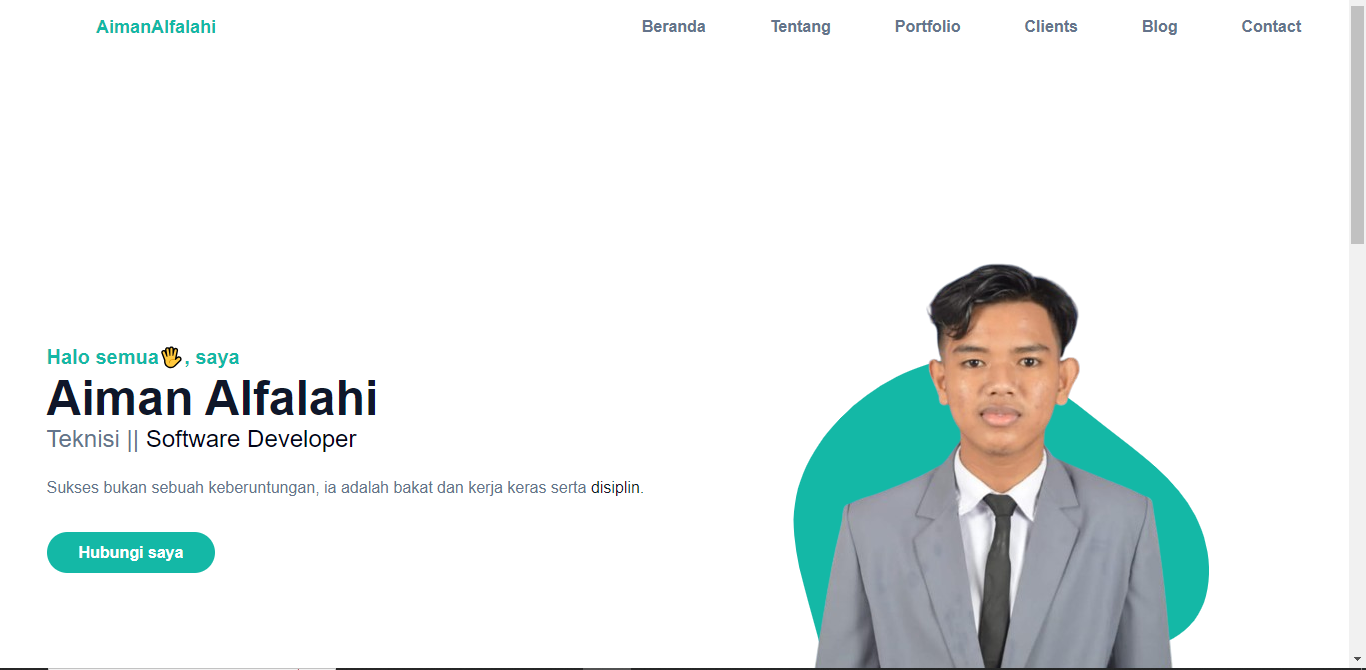 AimanAlfalahi
Beranda Tentang Portfolio Clients Blog Contact
Halo semua🖐, saya
Aiman Alfalahi
Teknisi || Software Developer
Sukses bukan sebuah keberuntungan, ia adalah bakat dan kerja keras serta disiplin.
Hubungi saya